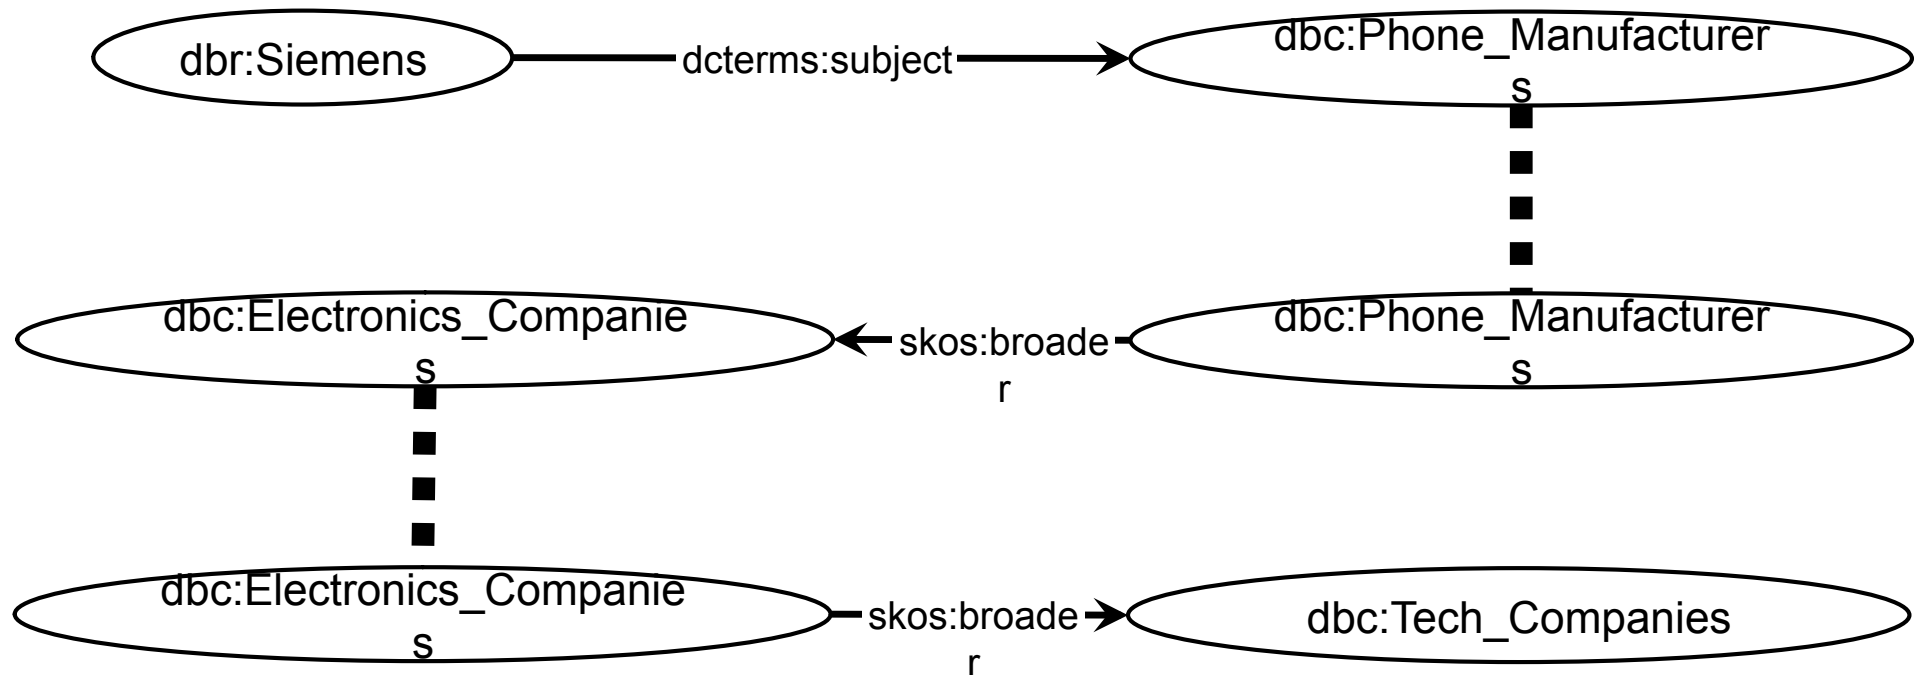 dbr:Siemens
dcterms:subject
dbc:Phone_Manufacturer
s
dbc:Electronics_Companie
s
skos:broade
r
dbc:Phone_Manufacturer
s
dbc:Electronics_Companie
s
skos:broade
r
dbc:Tech_Companies